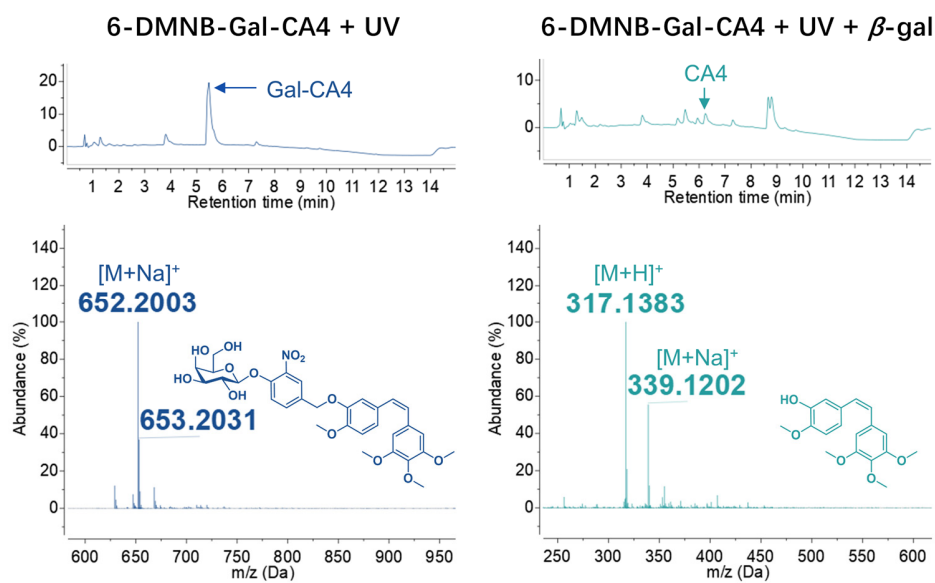 6-DMNB-Gal-CA4 + UV
20
10
0
Gal-CA4
1 2 3 4 5 6 7 8 9 10 11 12 13 14
Retention time (min)
140
120
100
80
60
40
20
0
Abundance (%)
[M+Na]+
652.2003
653.2031
HO
OH
O
HO
OH
O
NO2
O
O
O
O
O
600 650 700 750 800 850 900 950
m/z (Da)
6-DMNB-Gal-CA4 + UV + β-gal
10
0
CA4
1 2 3 4 5 6 7 8 9 10 11 12 13 14
Retention time (min)
140
120
100
80
60
40
20
0
Abundance (%)
[M+H]+
317.1383
[M+Na]+
339.1202
HO
O
O
O
O
250 300 350 400 450 500 550 600
m/z (Da)